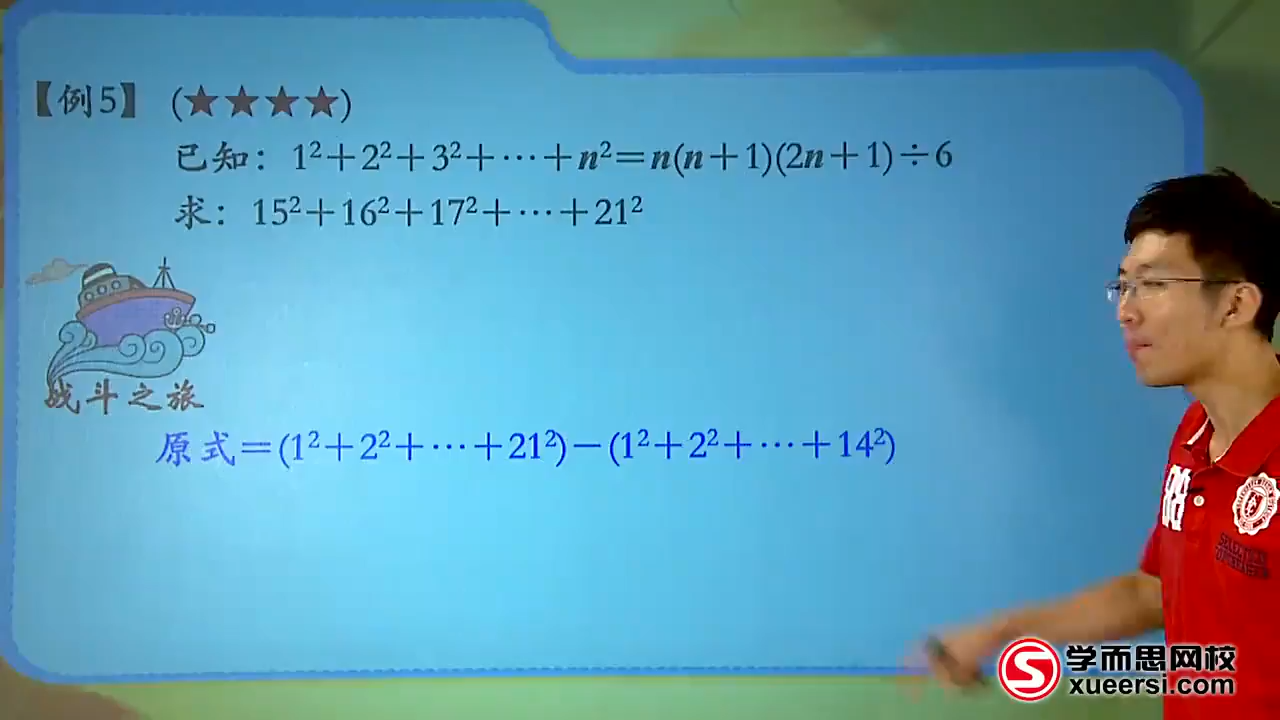 【例5】 (★★★★)
已知：1²+2²+3²+⋯+n²=n(n+1)(2n+1)÷6
求：15²+16²+17²+⋯+21²
战斗之旅
原式=(1²+2²+⋯+21²)−(1²+2²+⋯+14²)
学而思网校
xueersi.com